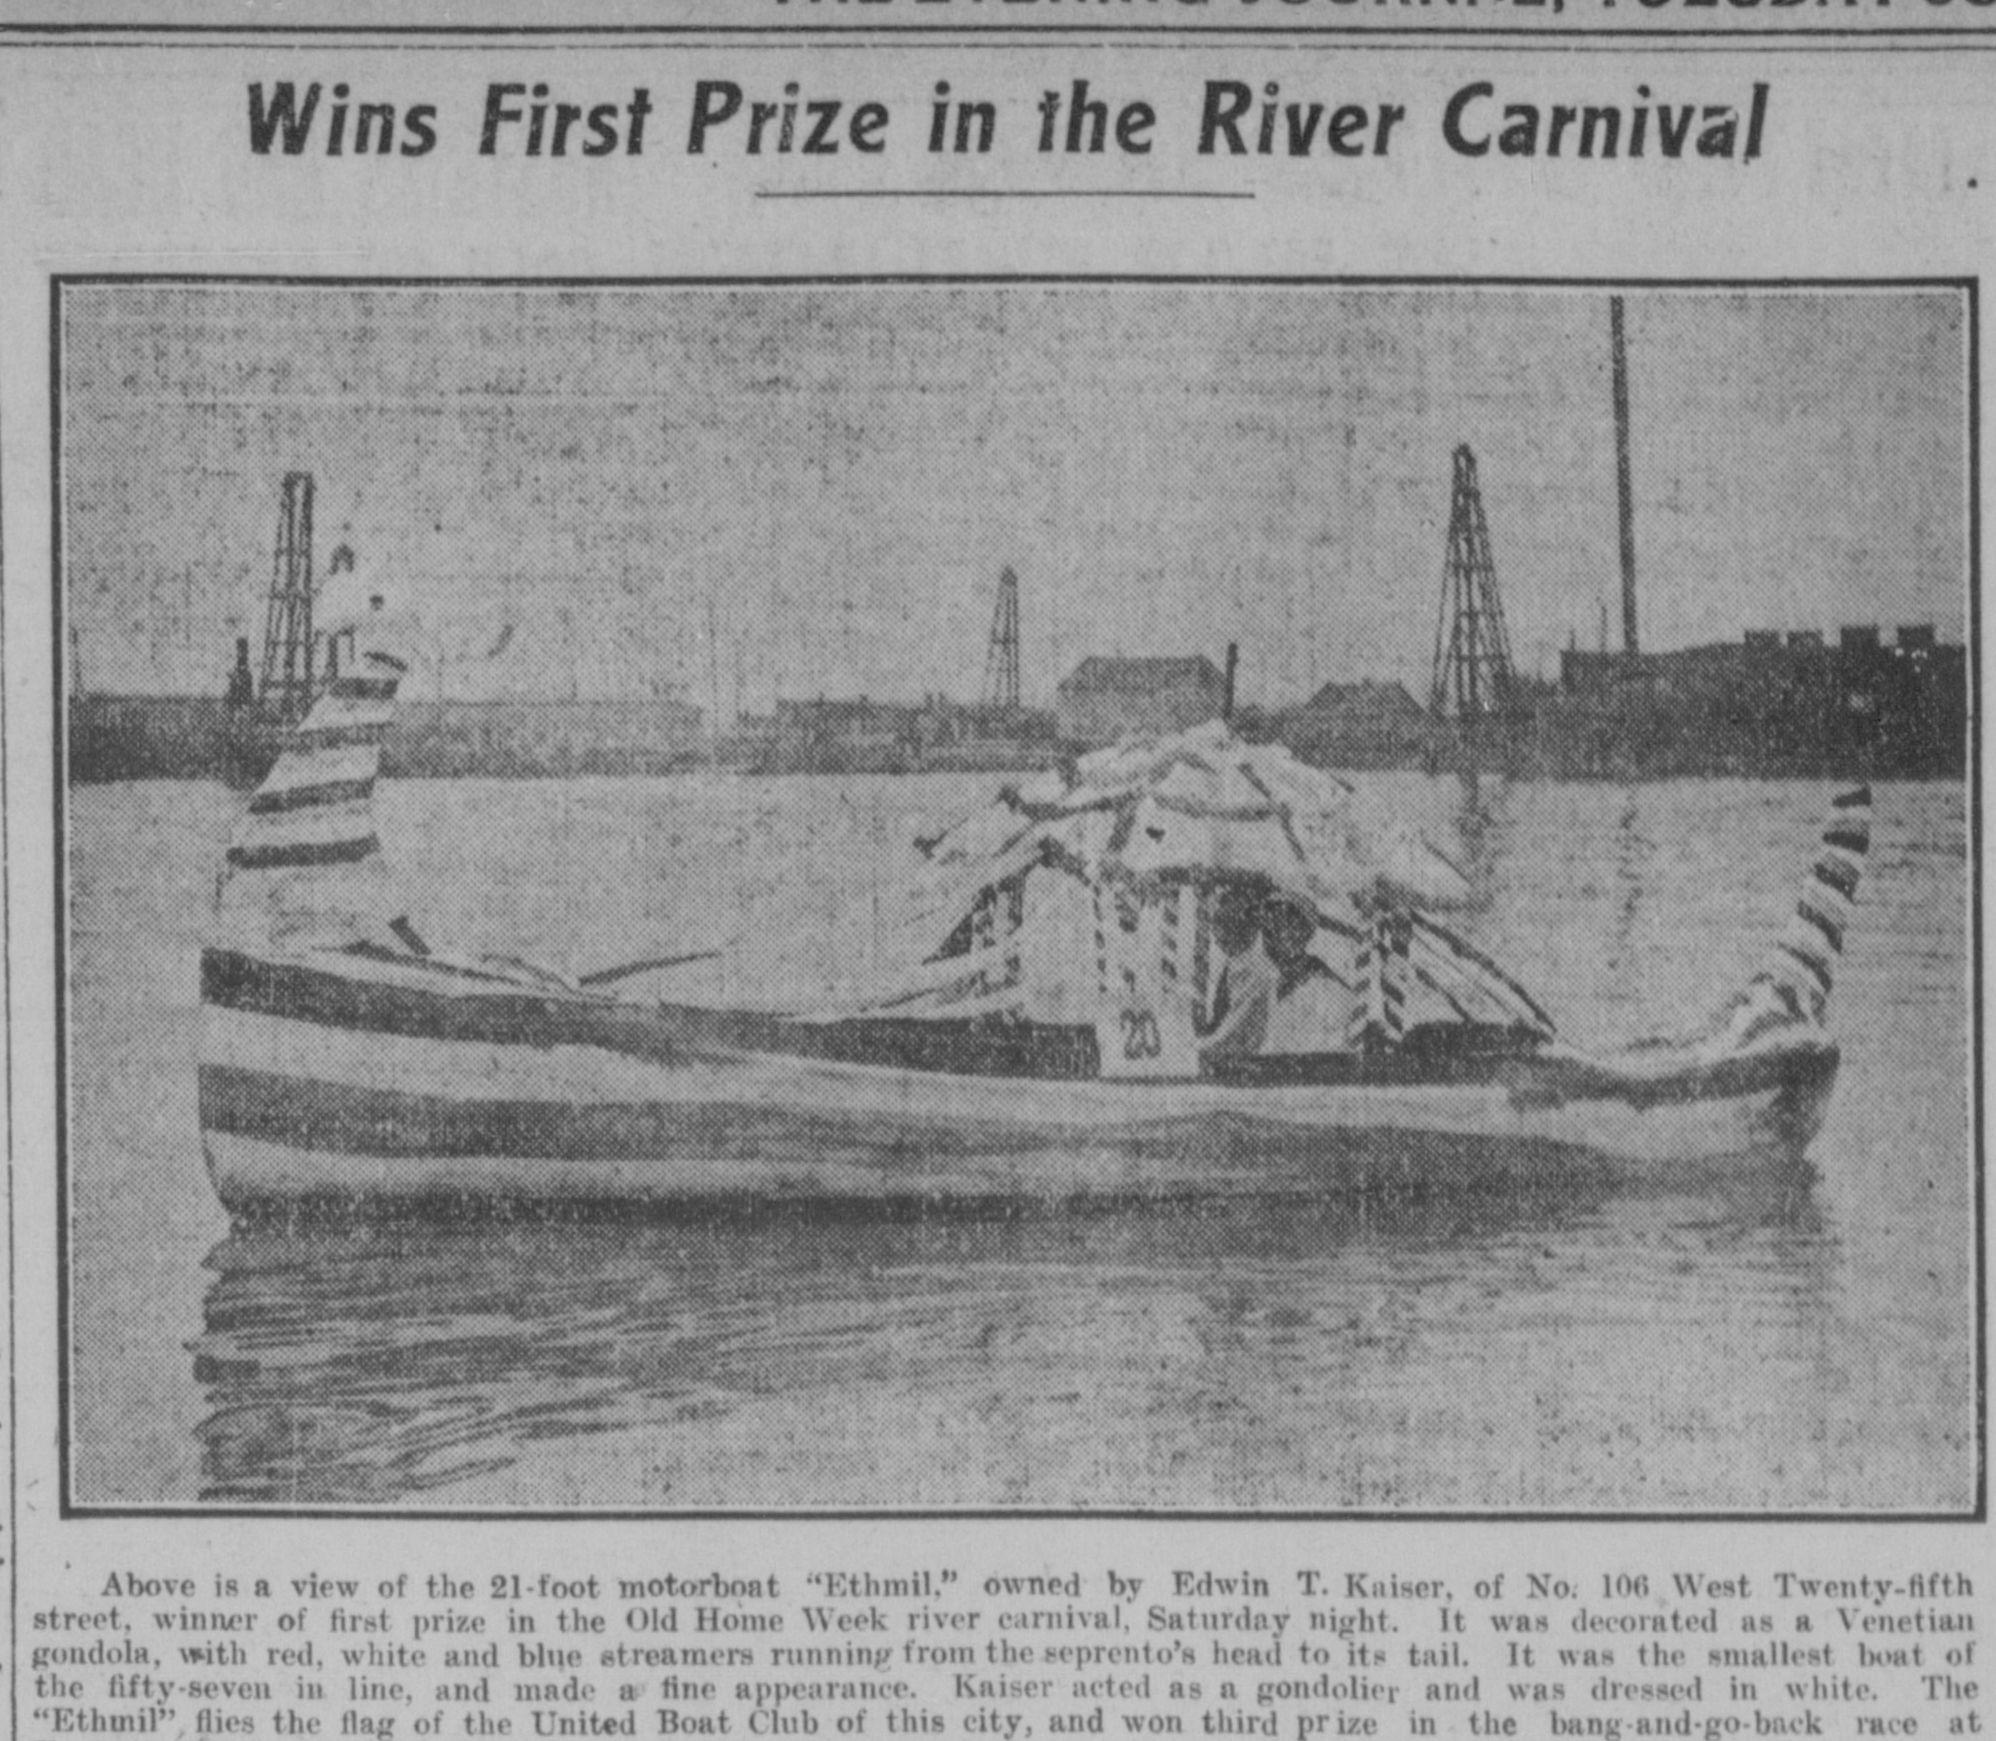 THE EVENING JOURNAL, TUESDAY
Wins First Prize in the River Carnival
20
Above is a view of the 21-foot motorboat “Ethmil,” owned by Edwin T. Kaiser, of No. 106 West Twenty-fifth
street, winner of first prize in the Old Home Week river carnival, Saturday night. It was decorated as a Venetian
gondola, with red, white and blue streamers running from the seprento's head to its tail. It was the smallest boat of
the fifty-seven in line, and made a fine appearance. Kaiser acted as a gondolier and was dressed in white. The
“Ethmil” flies the flag of the United Boat Club of this city, and won third prize in the bang-and-go-back race at